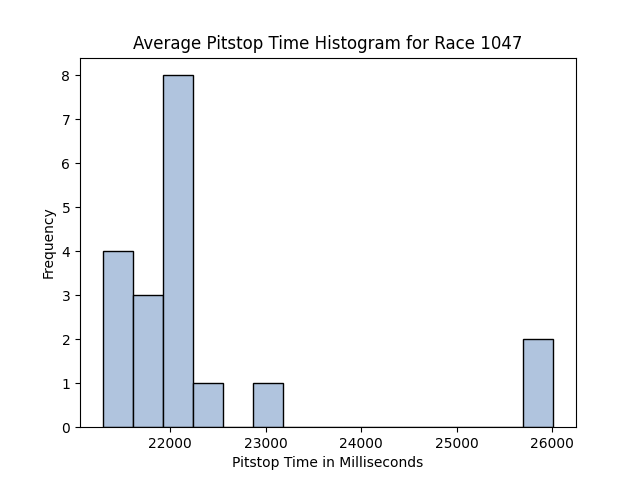 Average Pitstop Time Histogram for Race 1047
8
7
6
5
4
3
2
1
0
Frequency
22000 23000 24000 25000 26000
Pitstop Time in Milliseconds